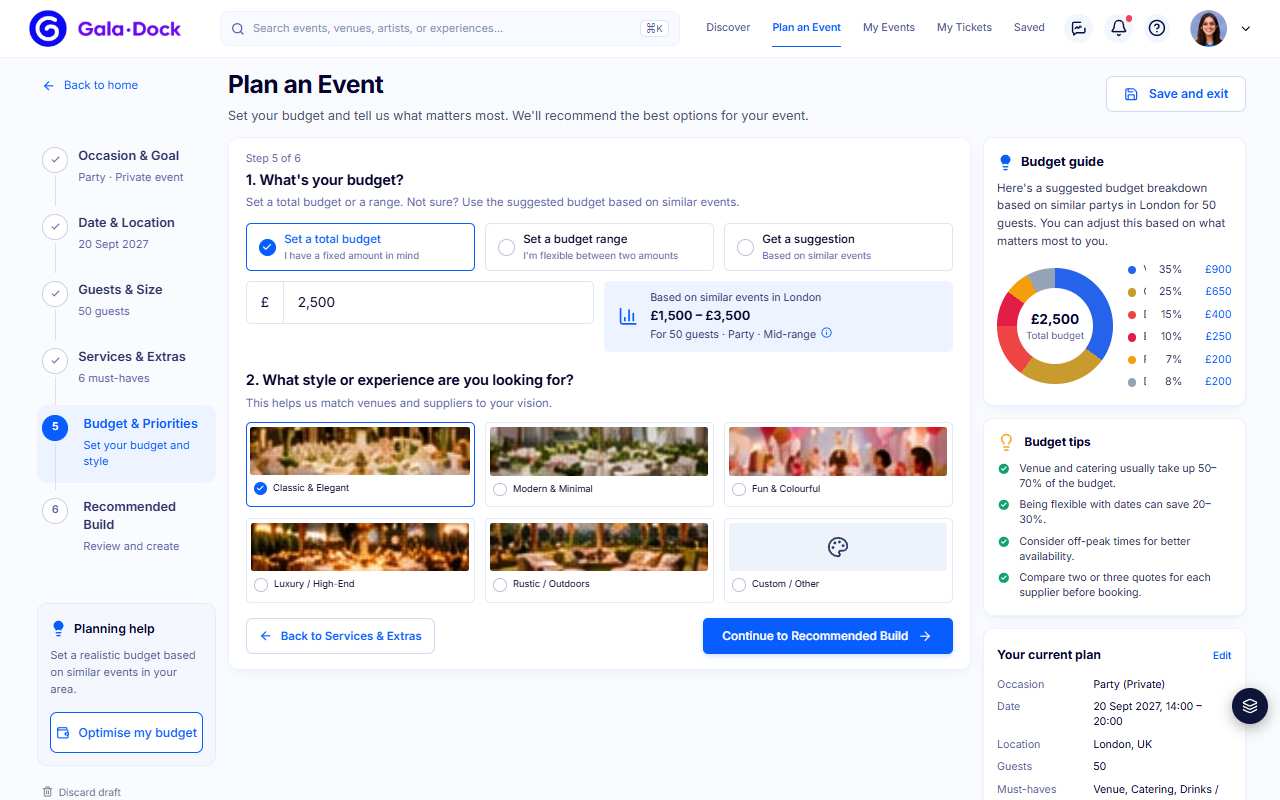 Gala·Dock
Search events, venues, artists, or experiences...
⌘K
Discover
Plan an Event
My Events
My Tickets
Saved
Back to home
Plan an Event
Set your budget and tell us what matters most. We'll recommend the best options for your event.
Save and exit
Occasion & Goal
Party · Private event
Date & Location
20 Sept 2027
Guests & Size
50 guests
Services & Extras
6 must-haves
5
Budget & Priorities
Set your budget and
style
6
Recommended
Build
Review and create
Planning help
Set a realistic budget based
on similar events in your
area.
Optimise my budget
Discard draft
Step 5 of 6
1. What's your budget?
Set a total budget or a range. Not sure? Use the suggested budget based on similar events.
Set a total budget
I have a fixed amount in mind
Set a budget range
I'm flexible between two amounts
Get a suggestion
Based on similar events
£
2,500
Based on similar events in London
£1,500 – £3,500
For 50 guests · Party · Mid-range
2. What style or experience are you looking for?
This helps us match venues and suppliers to your vision.
Classic & Elegant
Modern & Minimal
Fun & Colourful
Luxury / High-End
Rustic / Outdoors
Custom / Other
Back to Services & Extras
Continue to Recommended Build
Budget guide
Here's a suggested budget breakdown
based on similar partys in London for 50
guests. You can adjust this based on what
matters most to you.
£2,500
Total budget
35% £900
25% £650
15% £400
10% £250
7% £200
8% £200
Budget tips
Venue and catering usually take up 50–
70% of the budget.
Being flexible with dates can save 20–
30%.
Consider off-peak times for better
availability.
Compare two or three quotes for each
supplier before booking.
Your current plan
Edit
Occasion
Party (Private)
Date
20 Sept 2027, 14:00 –
20:00
Location
London, UK
Guests
50
Must-haves
Venue, Catering, Drinks /